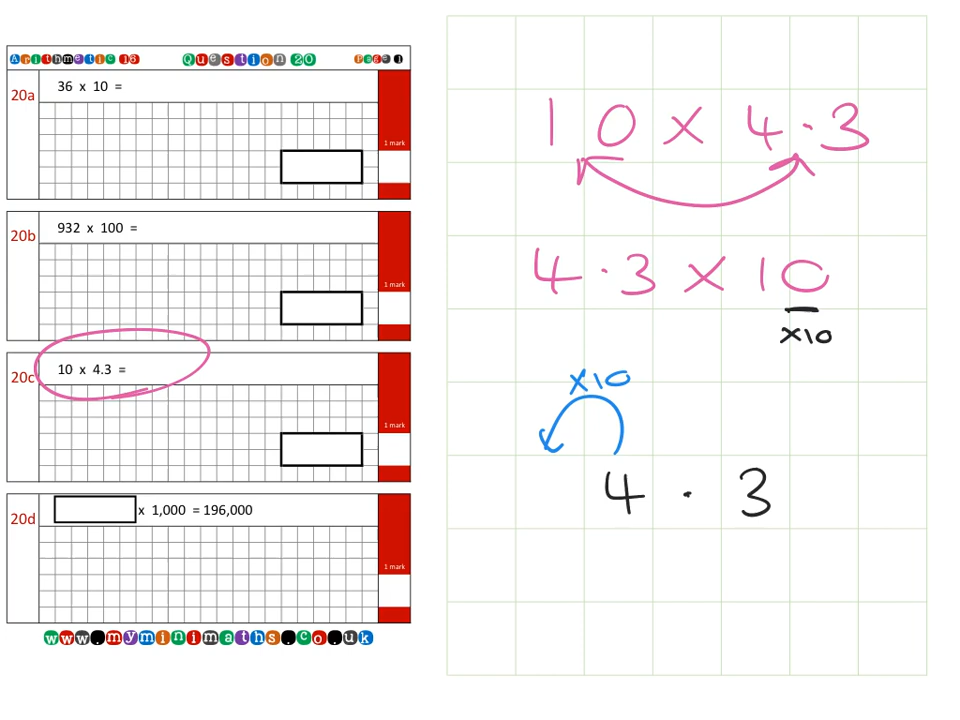 Arithmetic 18 Question 20 Page 1
20a 36 x 10 =
1 mark
20b 932 x 100 =
1 mark
20c 10 x 4.3 =
1 mark
20d x 1,000 = 196,000
1 mark
www.myminimaths.co.uk
10 x 4.3
4.3 x 10
x10
x10
4.3